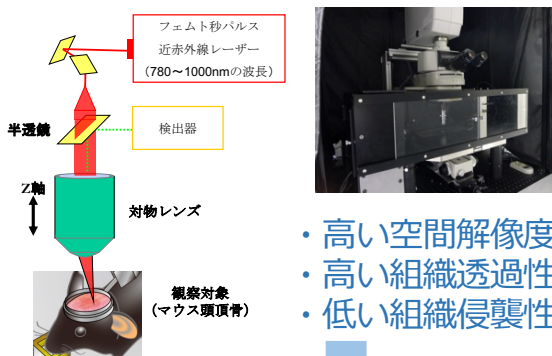 フェムト秒パルス
近赤外線レーザー
（780～1000nmの波長）
半透鏡
検出器
Z軸
対物レンズ
観察対象
（マウス頭頂骨）
・高い空間解像度
・高い組織透過性
・低い組織侵襲性